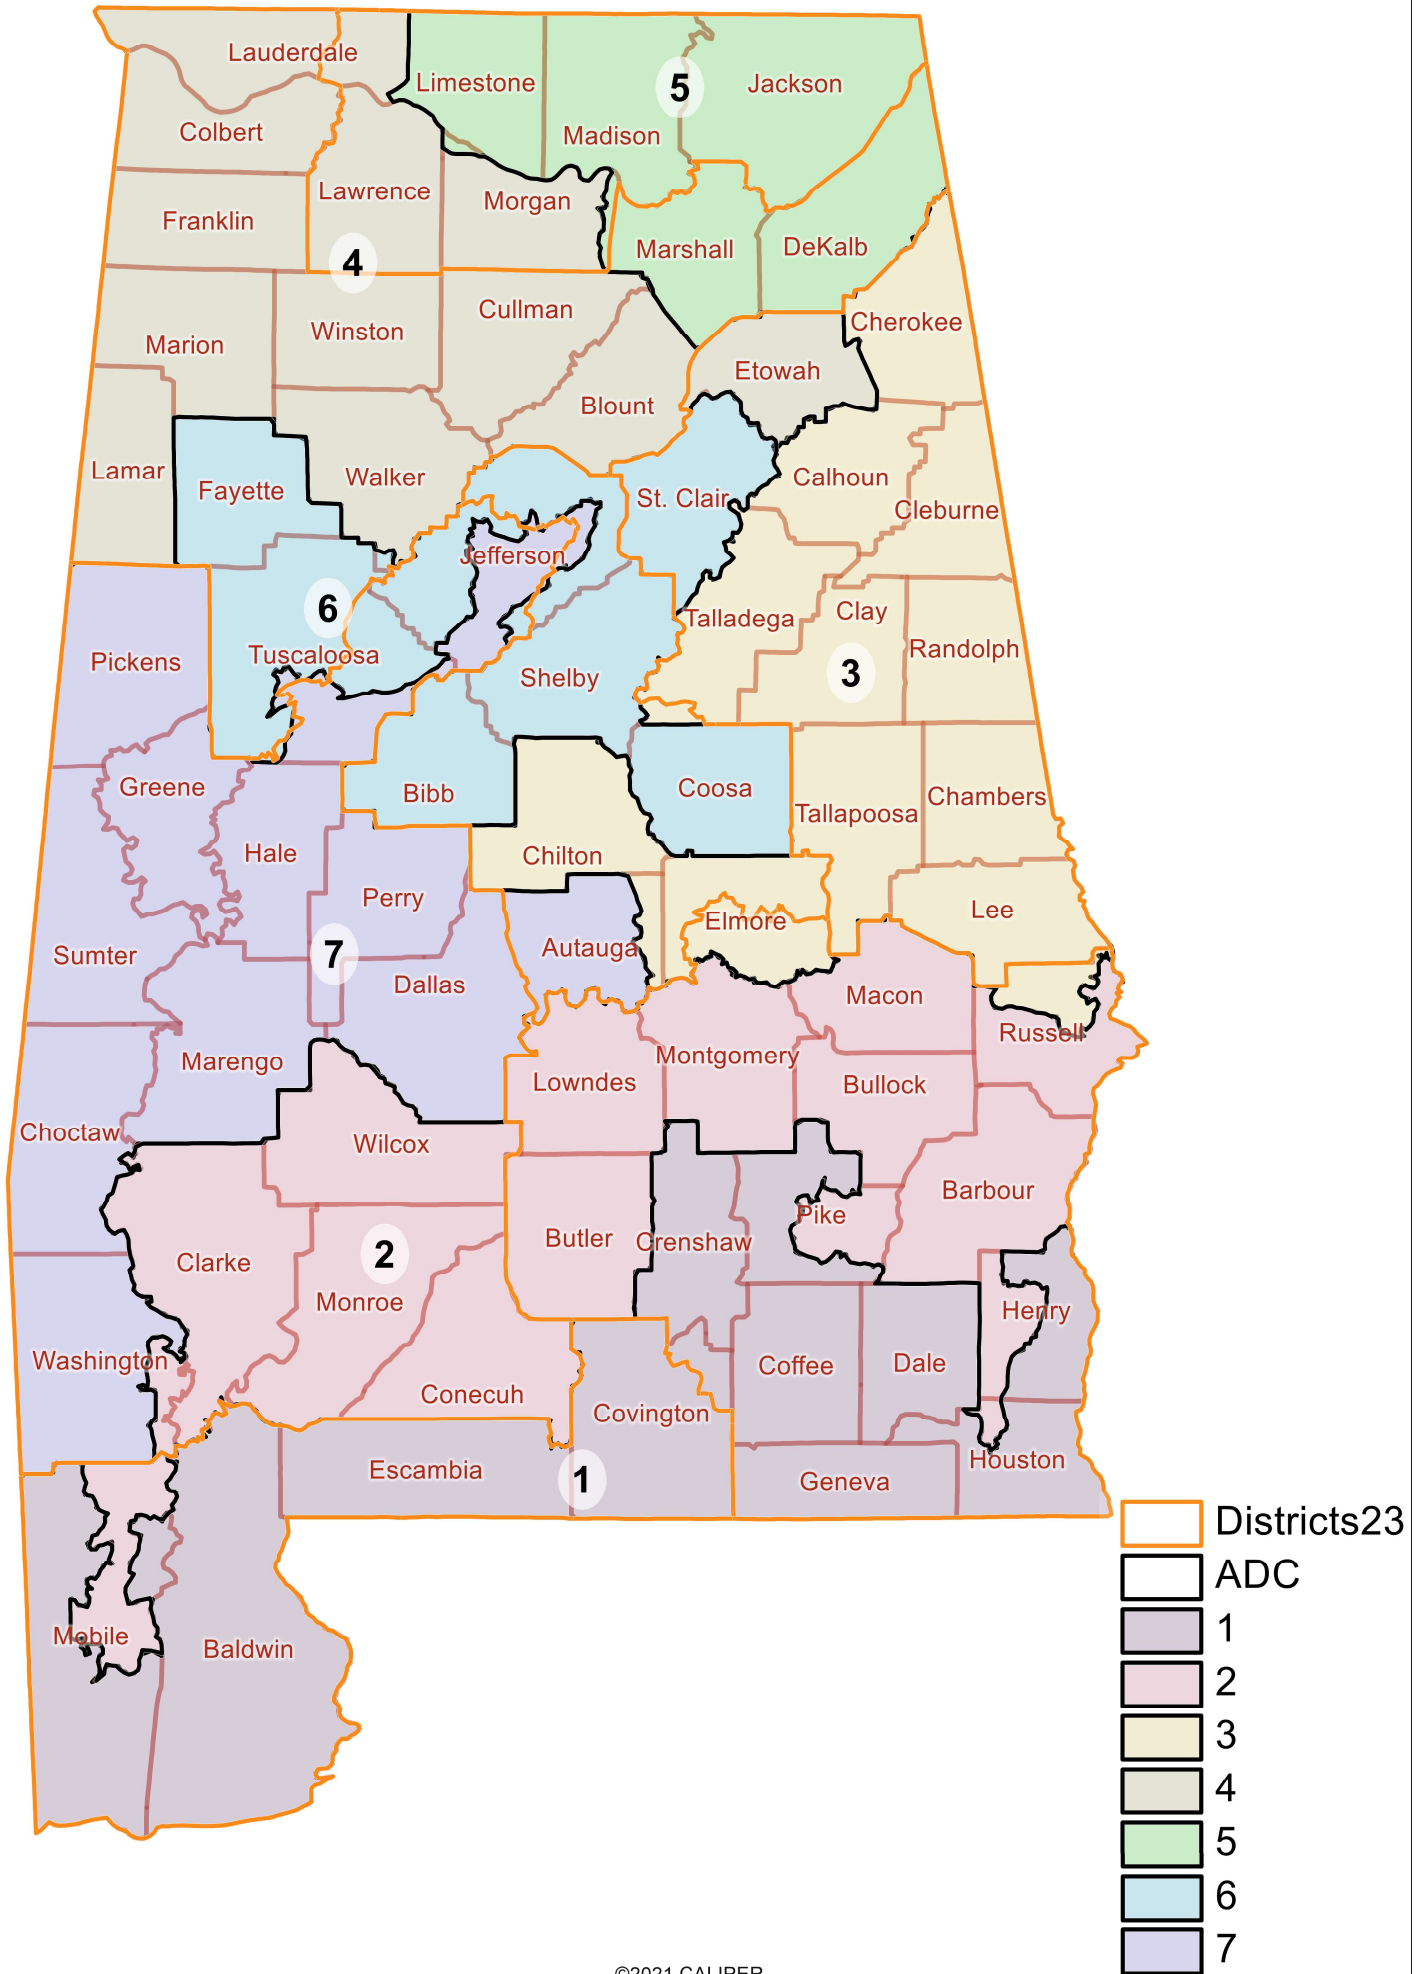 Lauderdale
Limestone
5
Jackson
Colbert
Madison
Lawrence
Morgan
Franklin
Marshall
DeKalb
4
Cullman
Cherokee
Winston
Marion
Etowah
Blount
Lamar
Walker
Calhoun
Fayette
St. Clair
Cleburne
Jefferson
6
Talladega
Clay
Tuscaloosa
Randolph
Pickens
3
Shelby
Greene
Coosa
Bibb
Chambers
Tallapoosa
Hale
Chilton
Perry
Lee
Elmore
7
Autauga
Sumter
Dallas
Macon
Russell
Montgomery
Marengo
Lowndes
Bullock
Choctaw
Wilcox
Barbour
Pike
Butler
Crenshaw
2
Clarke
Monroe
Henry
Washington
Coffee
Dale
Conecuh
Covington
Escambia
1
Houston
Geneva
Mobile
Baldwin
Districts23
ADC
1
2
3
4
5
6
7
©2021 CALIPER